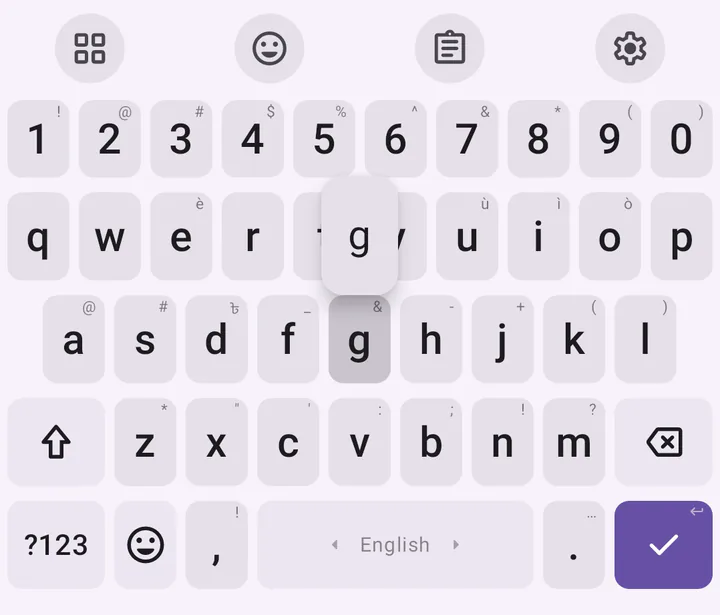 1 ! 2 @ 3 # 4 $ 5 % 6 ^ 7 & 8 * 9 ( 0 )
q w e è r g u ù i ì o ò p
a @ s # d ъ f _ g & h - j + k ( l )
z * x " c ' v : b ; n ! m ?
?123 , ! English . …